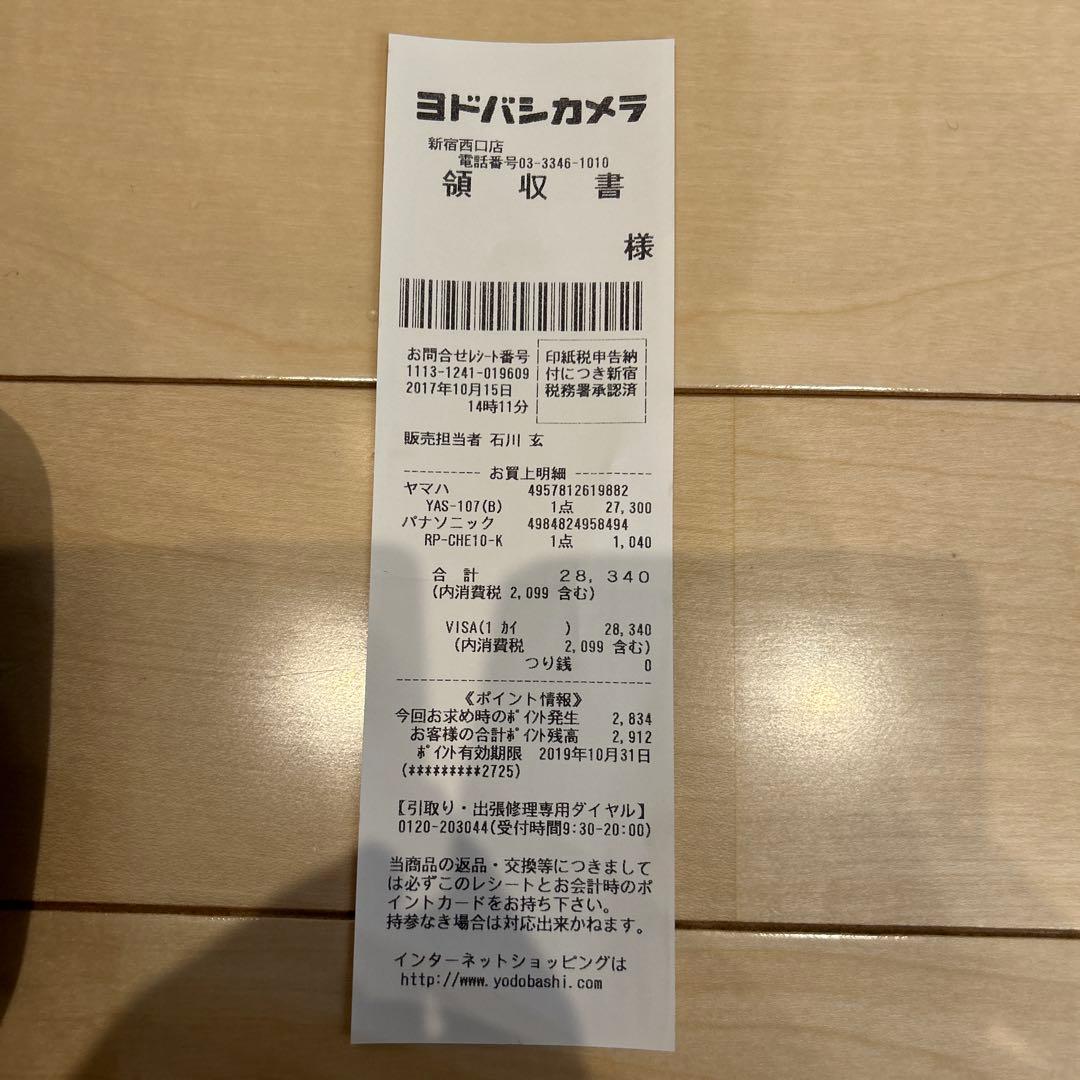 ヨドバシカメラ
新宿西口店
電話番号03-3346-1010
領 収 書
様
お問合せﾚｼｰﾄ番号
1113-1241-019609
2017年10月15日
14時11分
印紙税申告納
付につき新宿
税務署承認済
販売担当者 石川 玄
---------- お買上明細 ----------
ヤマハ 4957812619882
YAS-107(B) 1点 27,300
パナソニック 4984824958494
RP-CHE10-K 1点 1,040
合 計 28,340
(内消費税 2,099 含む)
VISA(1 ｶｲ ) 28,340
(内消費税 2,099 含む)
つり銭 0
《ポイント情報》
今回お求め時のﾎﾟｲﾝﾄ発生 2,834
お客様の合計ﾎﾟｲﾝﾄ残高 2,912
ﾎﾟｲﾝﾄ有効期限 2019年10月31日
(*********2725)
【引取り・出張修理専用ダイヤル】
0120-203044(受付時間9:30-20:00)
当商品の返品・交換等につきまして
は必ずこのレシートとお会計時のポ
イントカードをお持ち下さい。
持参なき場合は対応出来かねます。
インターネットショッピングは
http://www.yodobashi.com